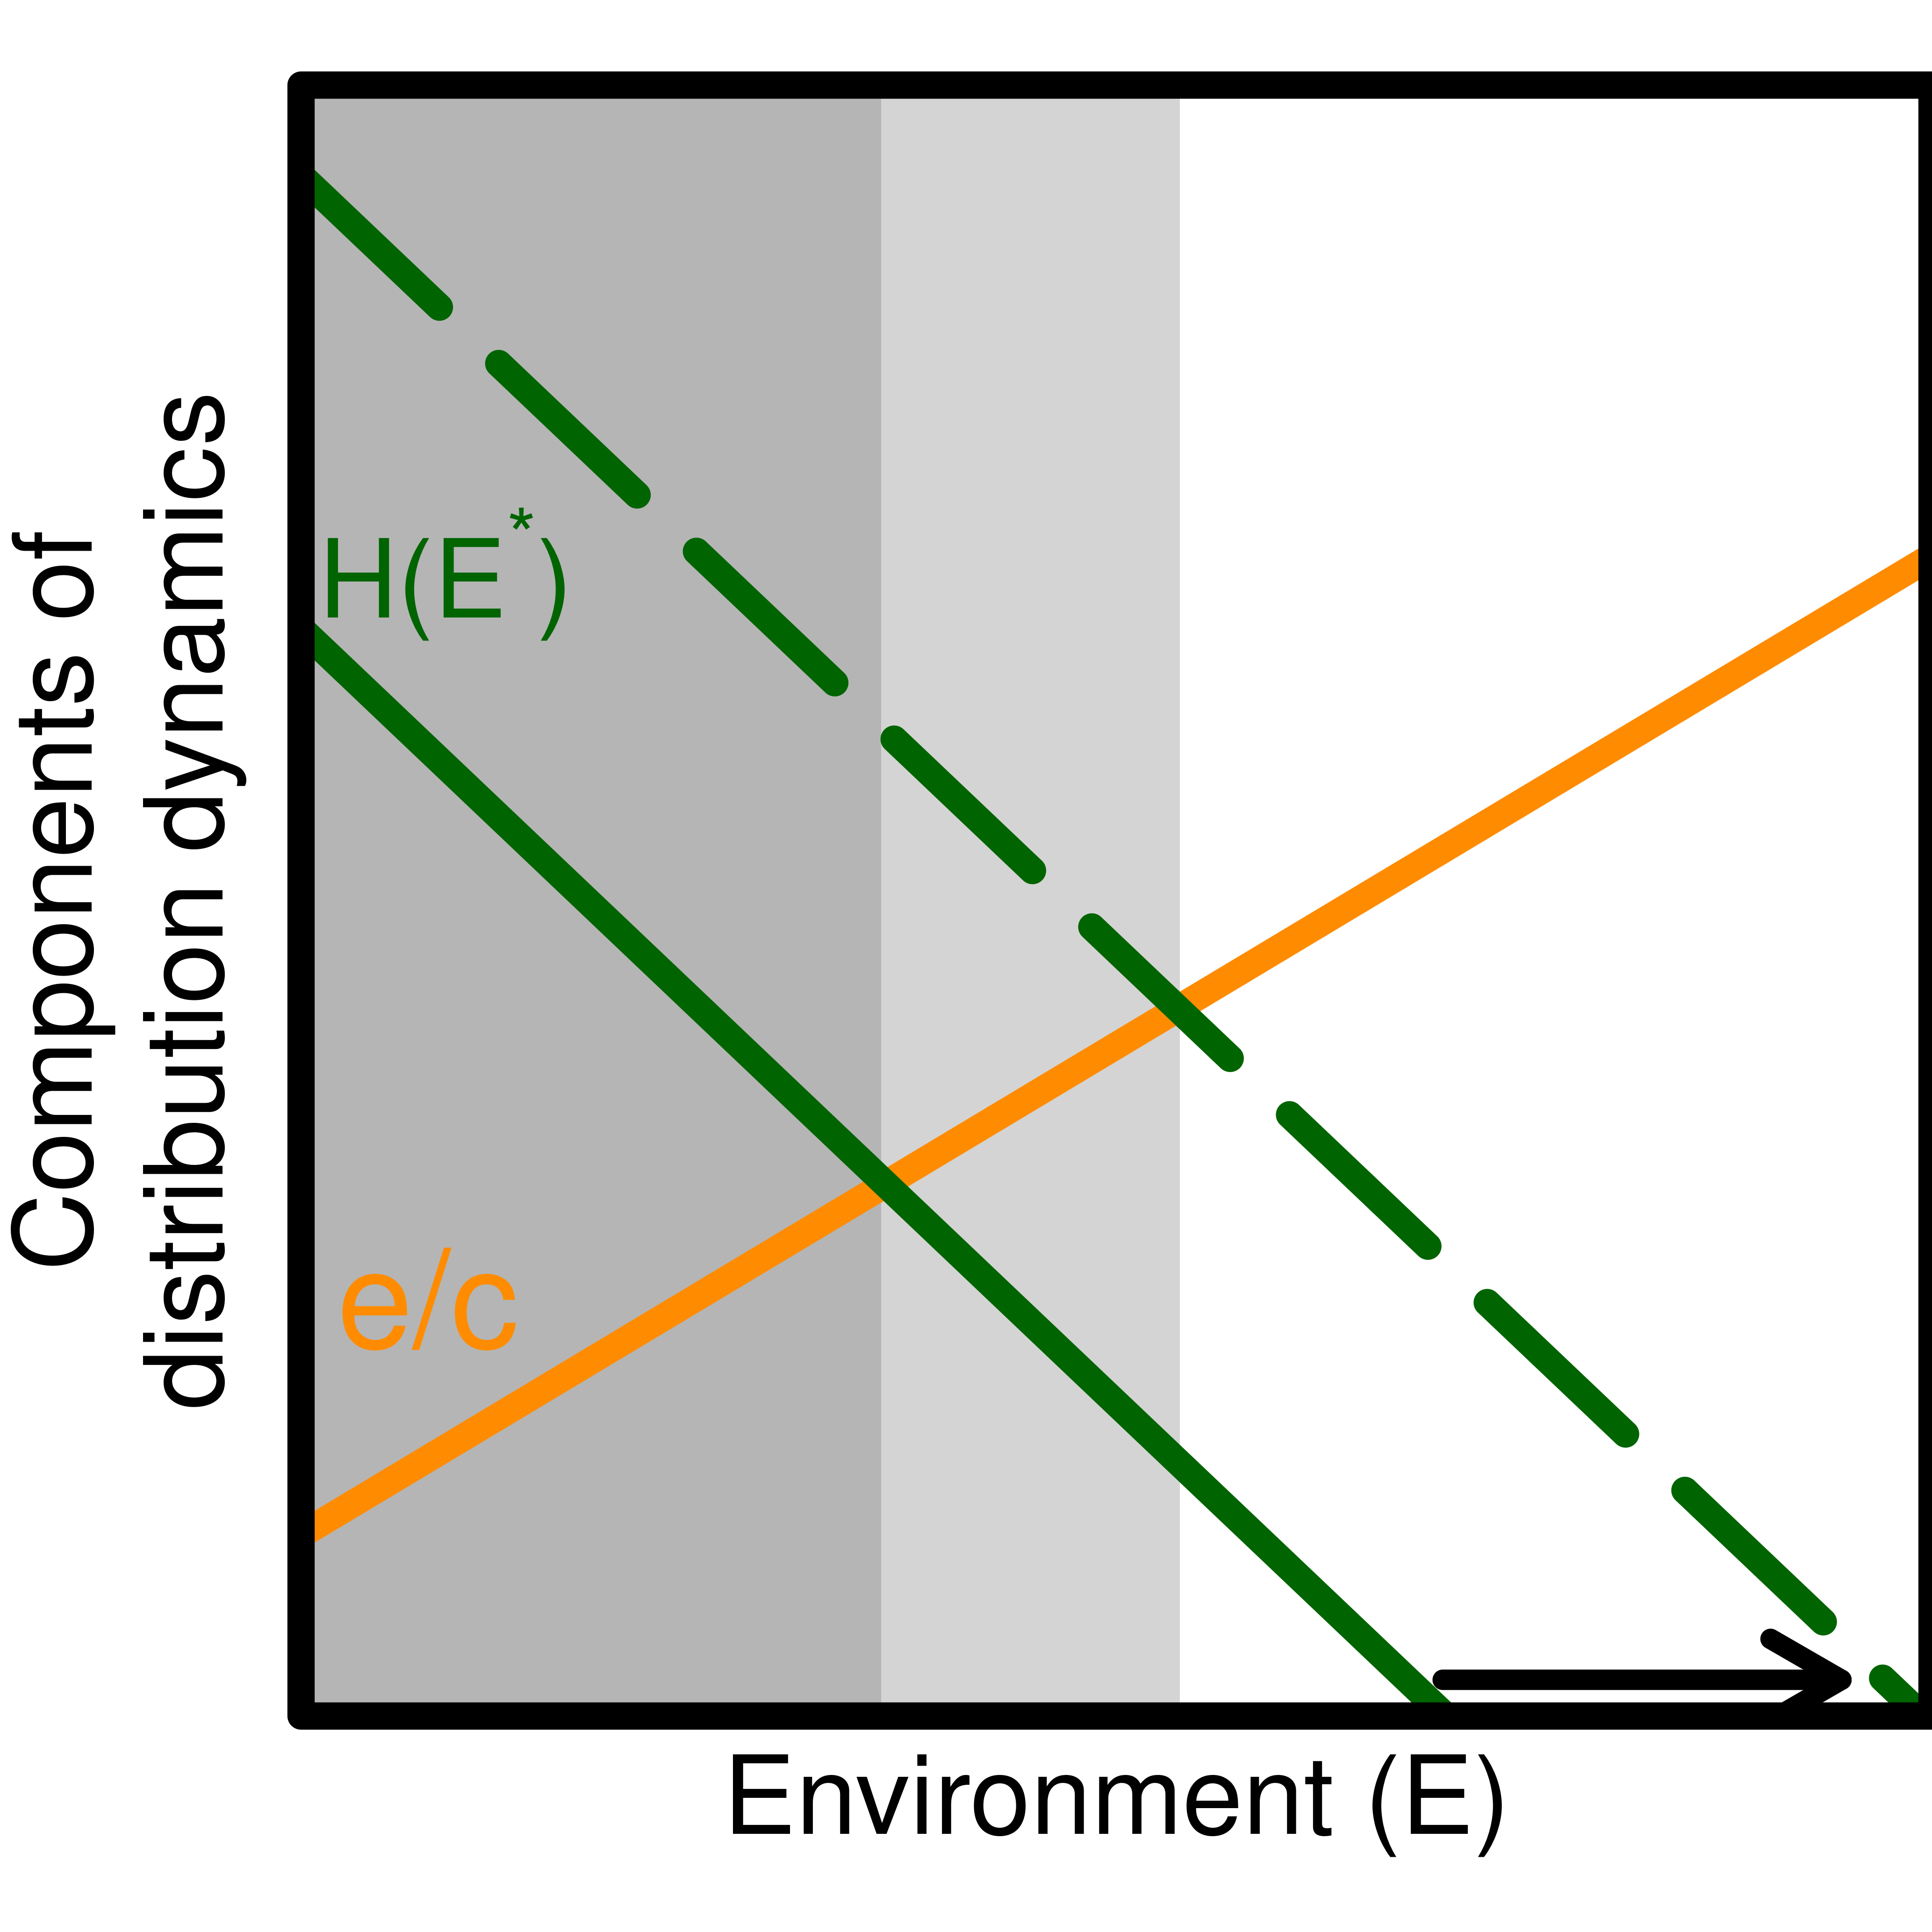 Components of
distribution dynamics
H(E*)
e/c
Environment (E)